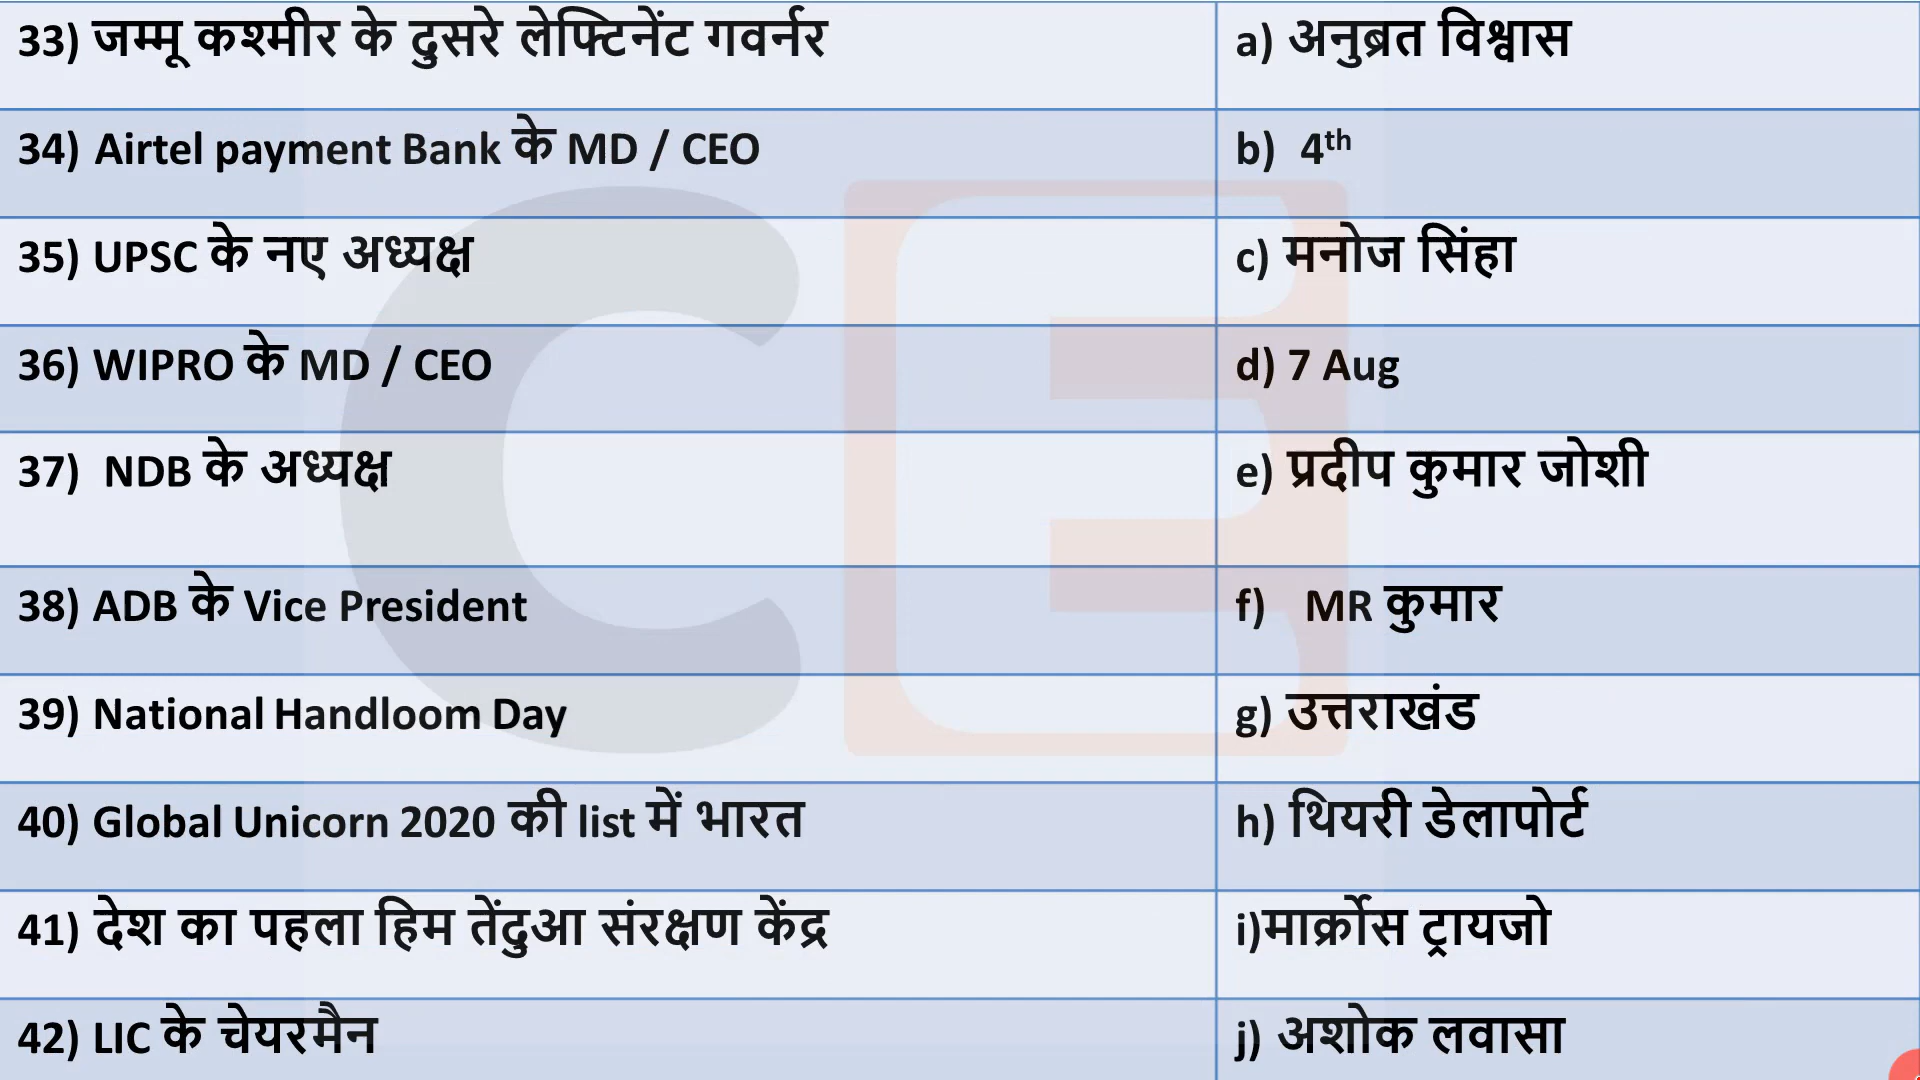 33) जम्मू कश्मीर के दुसरे लेफ्टिनेंट गवर्नर
a) अनुब्रत विश्वास
34) Airtel payment Bank के MD / CEO
b) 4th
35) UPSC के नए अध्यक्ष
c) मनोज सिंहा
36) WIPRO के MD / CEO
d) 7 Aug
37) NDB के अध्यक्ष
e) प्रदीप कुमार जोशी
38) ADB के Vice President
f) MR कुमार
39) National Handloom Day
g) उत्तराखंड
40) Global Unicorn 2020 की list में भारत
h) थियरी डेलापोर्ट
41) देश का पहला हिम तेंदुआ संरक्षण केंद्र
i)मार्क्रोस ट्रायजो
42) LIC के चेयरमैन
j) अशोक लवासा
CE